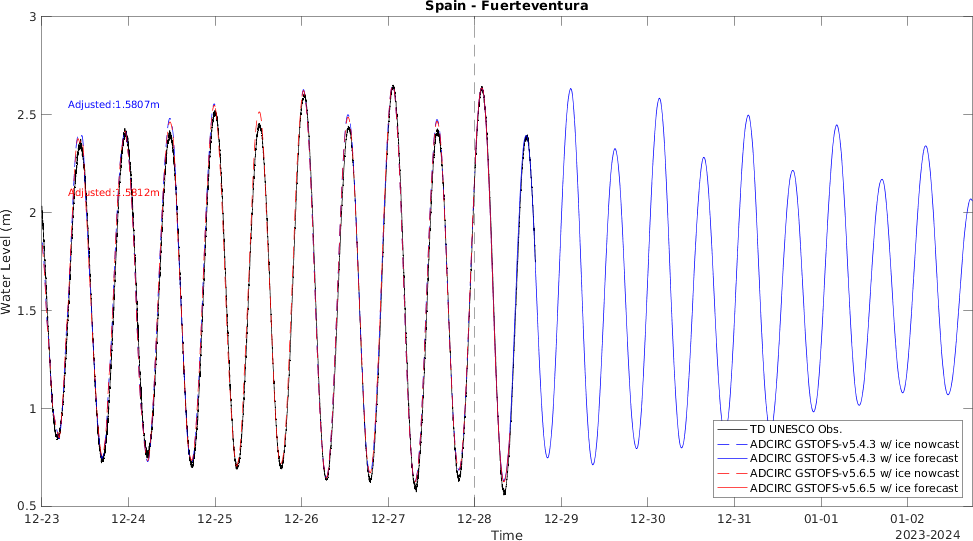 Spain - Fuerteventura
3
2.5
2
1.5
1
0.5
Water Level (m)
Adjusted:1.5807m
Adjusted:1.5812m
TD UNESCO Obs.
ADCIRC GSTOFS-v5.4.3 w/ ice nowcast
ADCIRC GSTOFS-v5.4.3 w/ ice forecast
ADCIRC GSTOFS-v5.6.5 w/ ice nowcast
ADCIRC GSTOFS-v5.6.5 w/ ice forecast
12-23 12-24 12-25 12-26 12-27 12-28 12-29 12-30 12-31 01-01 01-02
Time
2023-2024